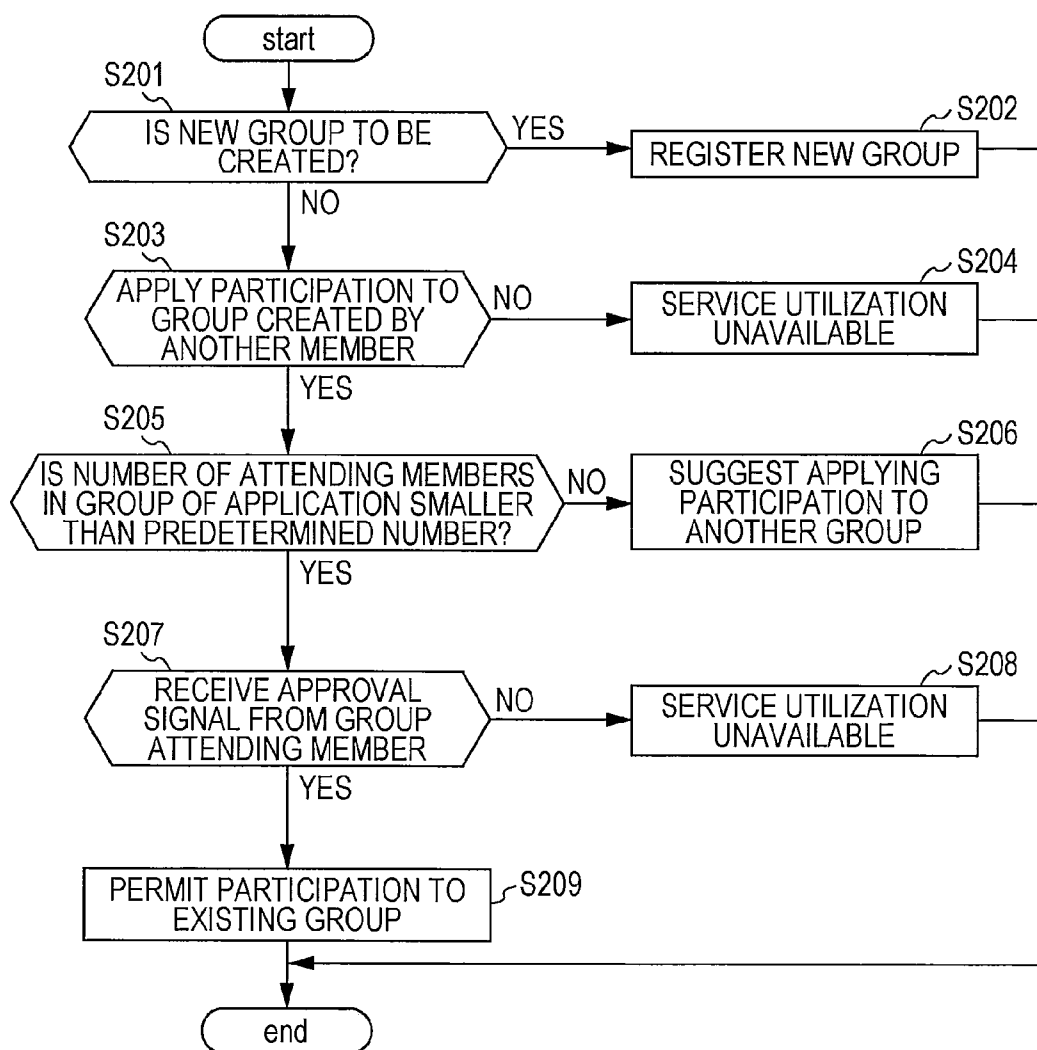 start
S201
IS NEW GROUP TO BE
CREATED?
YES
S202
REGISTER NEW GROUP
NO
S203
APPLY PARTICIPATION TO
GROUP CREATED BY
ANOTHER MEMBER
NO
S204
SERVICE UTILIZATION
UNAVAILABLE
YES
S205
IS NUMBER OF ATTENDING MEMBERS
IN GROUP OF APPLICATION SMALLER
THAN PREDETERMINED NUMBER?
NO
S206
SUGGEST APPLYING
PARTICIPATION TO
ANOTHER GROUP
YES
S207
RECEIVE APPROVAL
SIGNAL FROM GROUP
ATTENDING MEMBER
NO
S208
SERVICE UTILIZATION
UNAVAILABLE
YES
PERMIT PARTICIPATION TO
EXISTING GROUP
S209
end